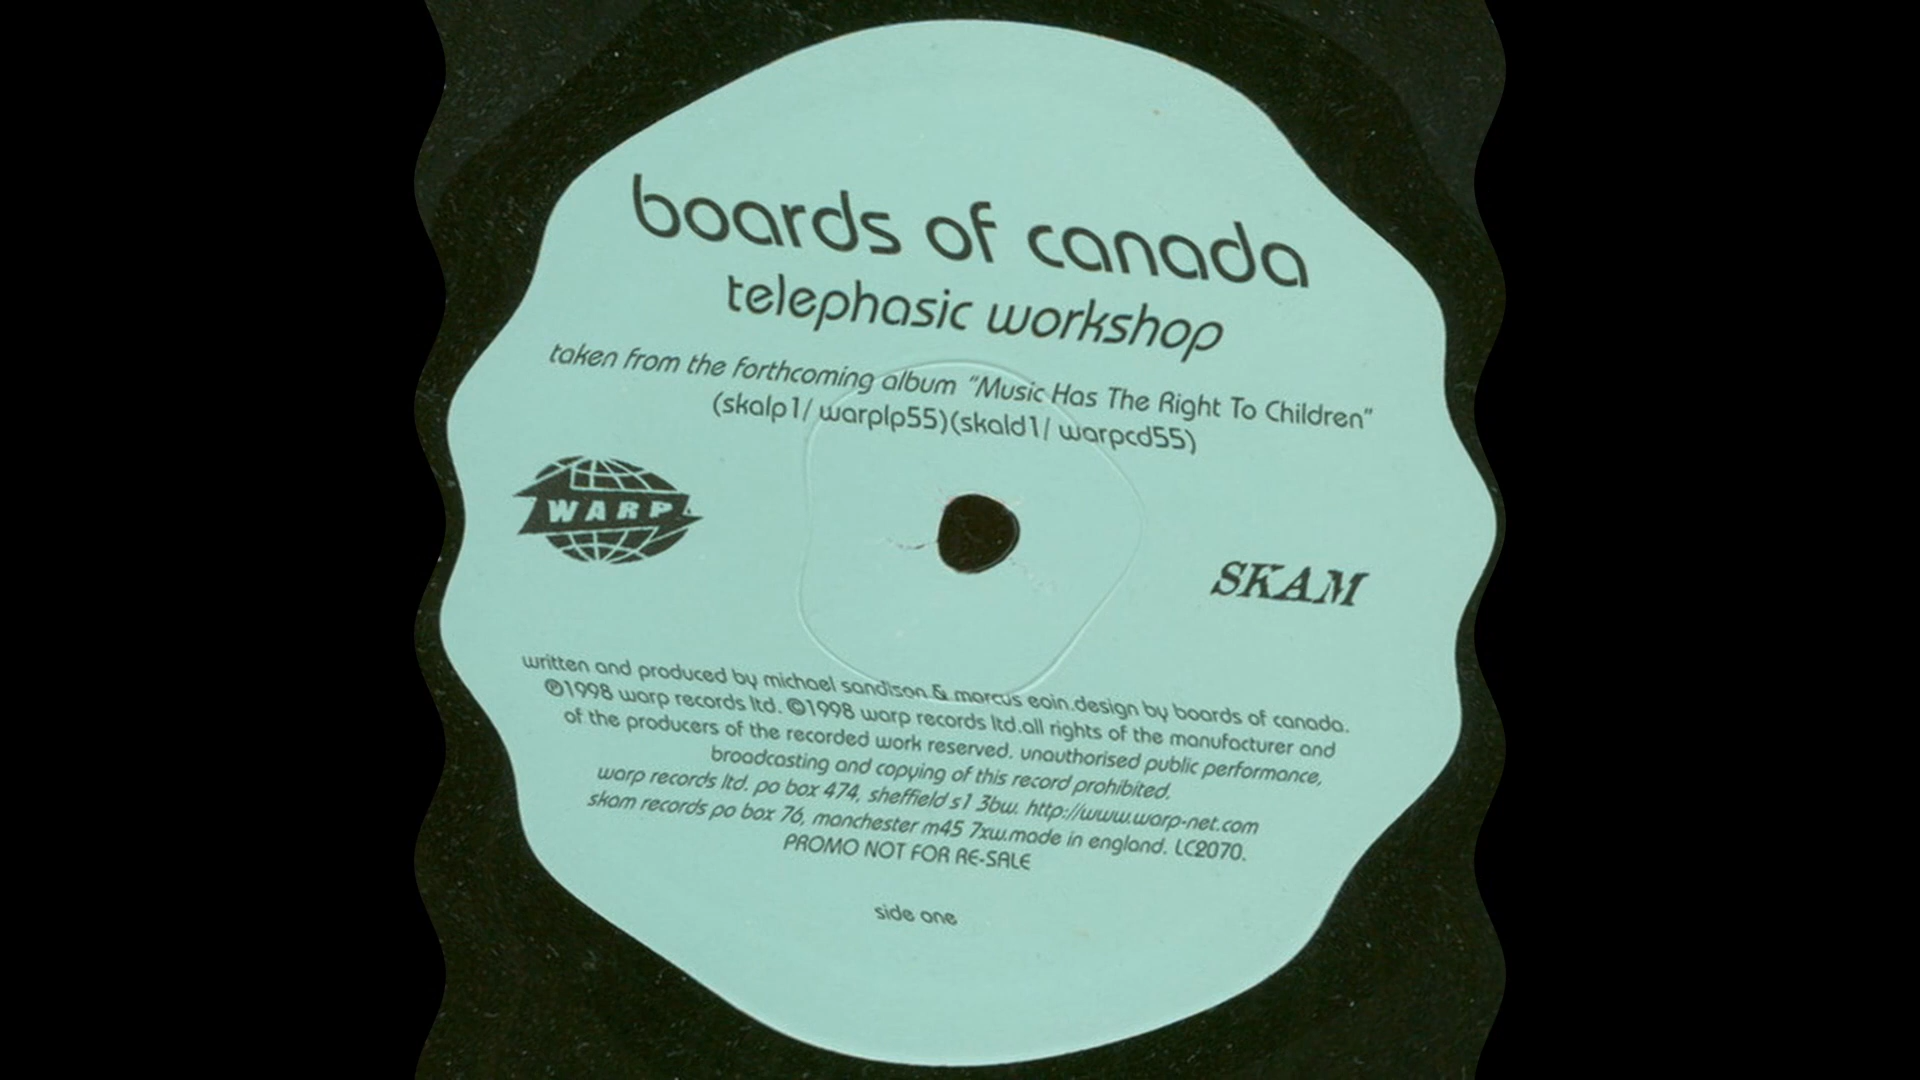 boards of canada
telephasic workshop
taken from the forthcoming album "Music Has The Right To Children"
(skalp1/ warplp55)(skald1/ warpcd55)
WARP
SKAM
written and produced by michael sandison & marcus eoin.design by boards of canada.
℗1998 warp records ltd. ©1998 warp records ltd.all rights of the manufacturer and
of the producers of the recorded work reserved. unauthorised public performance,
broadcasting and copying of this record prohibited.
warp records ltd. po box 474, sheffield s1 3bw. http://www.warp-net.com
skam records po box 76, manchester m45 7xw.made in england. LC2070.
PROMO NOT FOR RE-SALE
side one